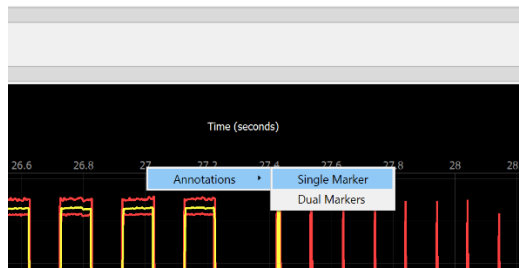 Time (seconds)
26.6 26.8 27 27.2 27.4 27.6 27.8 28 28
Annotations Single Marker
Dual Markers